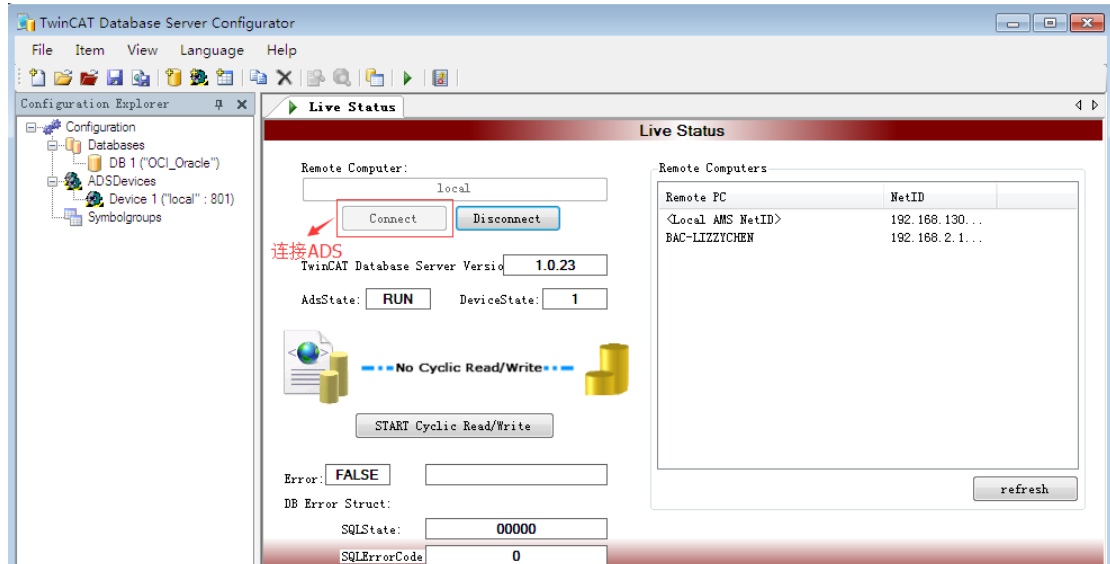 TwinCAT Database Server Configurator
File Item View Language Help
Configuration Explorer
Configuration
Databases
DB 1 ("OCI_Oracle")
ADSDevices
Device 1 ("local" : 801)
Symbolgroups
Live Status
Live Status
Remote Computer:
local
Connect Disconnect
连接ADS
TwinCAT Database Server Versio 1.0.23
AdsState: RUN DeviceState: 1
No Cyclic Read/Write
START Cyclic Read/Write
Error: FALSE
DB Error Struct:
SQLState: 00000
SQLErrorCode 0
Remote Computers
Remote PC NetID
<Local AMS NetID> 192.168.130...
BAC-LIZZYCHEN 192.168.2.1...
refresh